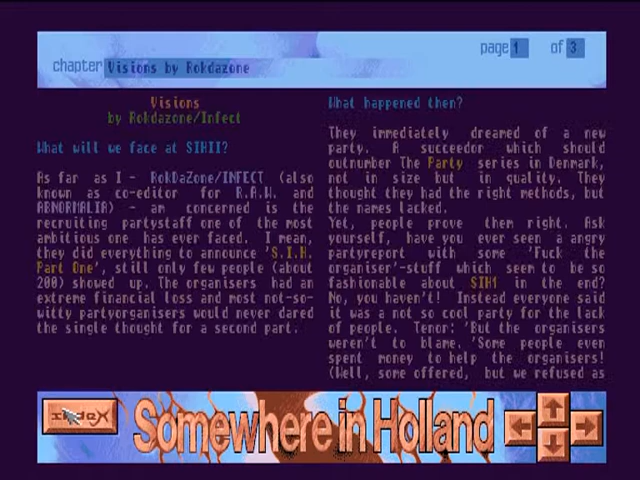 chapter Visions by Rokdazone
page 1 of 3
Visions
by Rokdazone/Infect
What will we face at SIHII?
As far as I - RokDaZone/INFECT (also
known as co-editor for R.A.W. and
ABNORMALIA) - am concerned is the
recruiting partystaff one of the most
ambitious one has ever faced. I mean,
they did everything to announce 'S.I.H.
Part One', still only few people (about
200) showed up. The organisers had an
extreme financial loss and most not-so-
witty partyorganisers would never dared
the single thought for a second part.
What happened then?
They immediately dreamed of a new
party. A succeedor which should
outnumber The Party series in Denmark,
not in size but in quality. They
thought they had the right methods, but
the names lacked.
Yet, people prove them right. Ask
yourself, have you ever seen a angry
partyreport with some 'Fuck the
organiser'-stuff which seem to be so
fashionable about SIH1 in the end?
No, you haven't! Instead everyone said
it was a not so cool party for the lack
of people. Tenor: 'But the organisers
weren't to blame. 'Some people even
spent money to help the organisers!
(Well, some offered, but we refused as
index
Somewhere in Holland